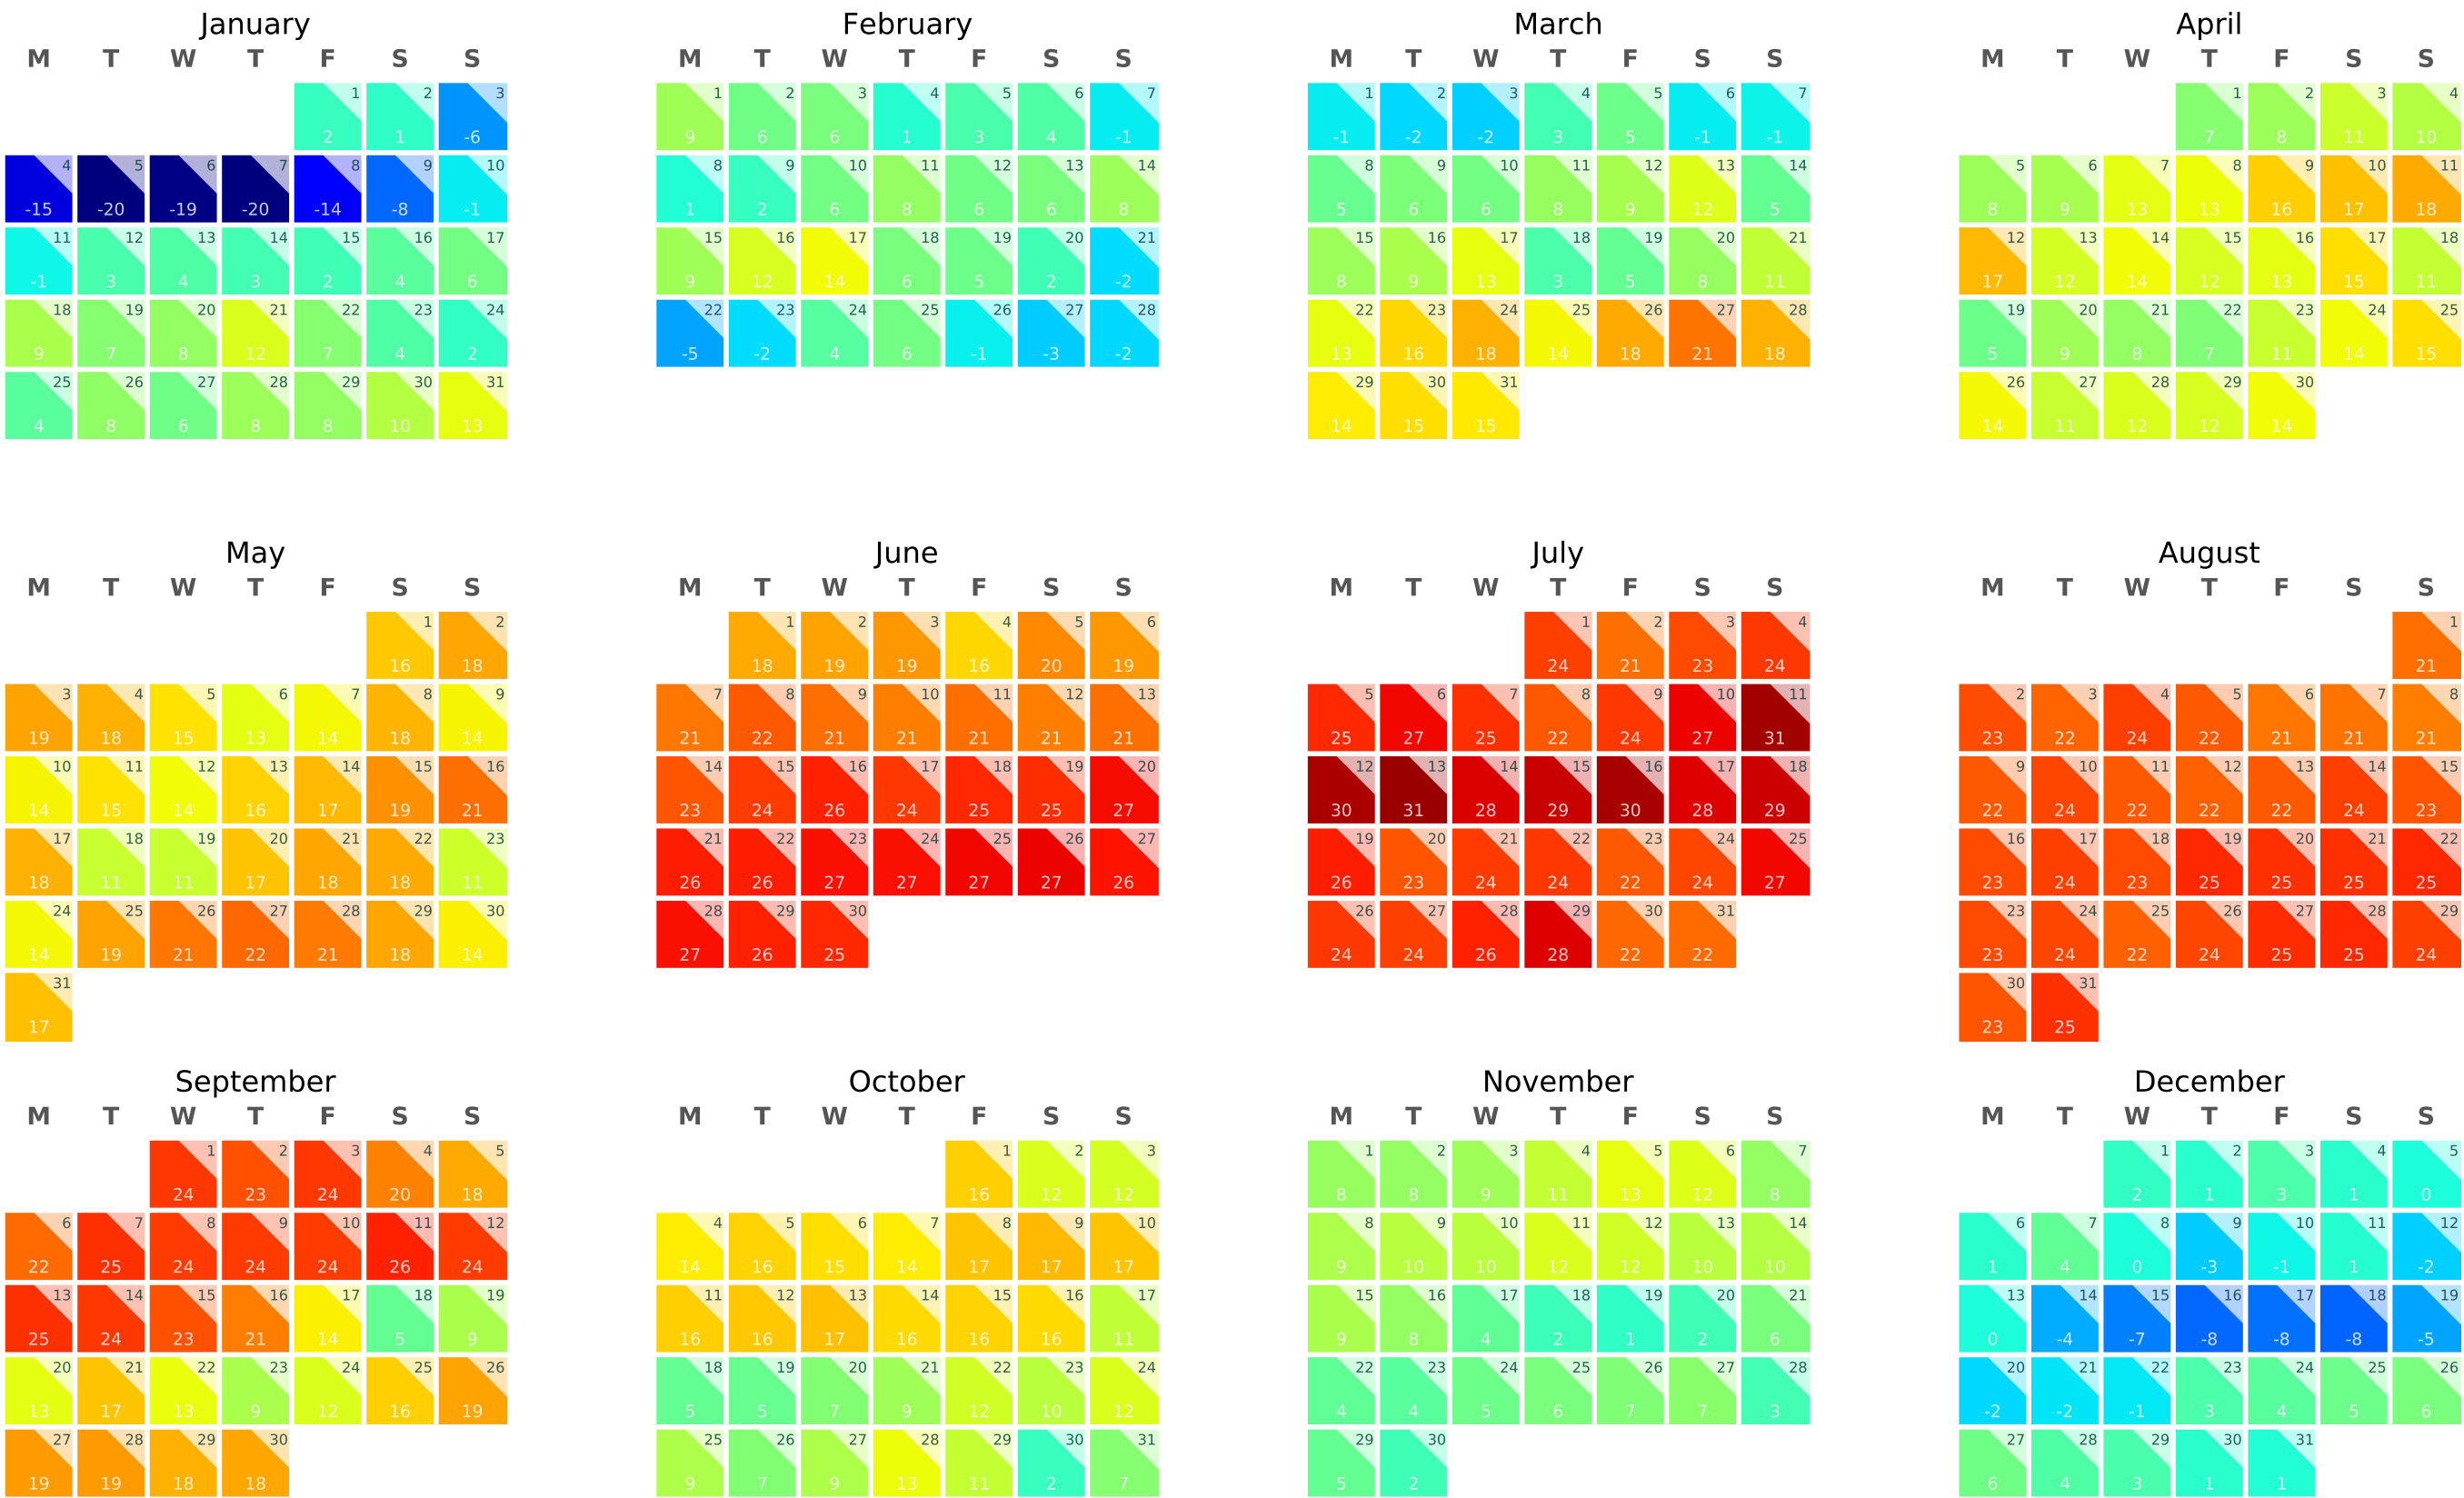 January February March April
M T W T F S S M T W T F S S M T W T F S S M T W T F S S
1 2 3 1 2 3 4 5 6 7 1 2 3 4 5 6 7 1 2 3 4
2 1 -6 9 6 6 1 3 4 -1 -1 -2 -2 3 5 -1 -1 7 8 11 10
4 5 6 7 8 9 10 8 9 10 11 12 13 14 8 9 10 11 12 13 14 5 6 7 8 9 10 11
-15 -20 -19 -20 -14 -8 -1 1 2 6 8 6 6 8 5 6 6 8 9 12 5 8 9 13 13 16 17 18
11 12 13 14 15 16 17 15 16 17 18 19 20 21 15 16 17 18 19 20 21 12 13 14 15 16 17 18
-1 3 4 3 2 4 6 9 12 14 6 5 2 -2 8 9 13 3 5 8 11 17 12 14 12 13 15 11
18 19 20 21 22 23 24 22 23 24 25 26 27 28 22 23 24 25 26 27 28 19 20 21 22 23 24 25
9 7 8 12 7 4 2 -5 -2 4 6 -1 -3 -2 13 16 18 14 18 21 18 5 9 8 7 11 14 15
25 26 27 28 29 30 31 29 30 31 26 27 28 29 30
4 8 6 8 8 10 13 14 15 15 14 11 12 12 14
May June July August
M T W T F S S M T W T F S S M T W T F S S M T W T F S S
1 2 1 2 3 4 5 6 1 2 3 4 1
16 18 18 19 19 16 20 19 24 21 23 24 21
3 4 5 6 7 8 9 7 8 9 10 11 12 13 5 6 7 8 9 10 11 2 3 4 5 6 7 8
19 18 15 13 14 18 14 21 22 21 21 21 21 21 25 27 25 22 24 27 31 23 22 24 22 21 21 21
10 11 12 13 14 15 16 14 15 16 17 18 19 20 12 13 14 15 16 17 18 9 10 11 12 13 14 15
14 15 14 16 17 19 21 23 24 26 24 25 25 27 30 31 28 29 30 28 29 22 24 22 22 22 24 23
17 18 19 20 21 22 23 21 22 23 24 25 26 27 19 20 21 22 23 24 25 16 17 18 19 20 21 22
18 11 11 17 18 18 11 26 26 27 27 27 27 26 26 23 24 24 22 24 27 23 24 23 25 25 25 25
24 25 26 27 28 29 30 28 29 30 26 27 28 29 30 31 23 24 25 26 27 28 29
14 19 21 22 21 18 14 27 26 25 24 24 26 28 22 22 23 24 22 24 25 25 24
31 30 31
17 23 25
September October November December
M T W T F S S M T W T F S S M T W T F S S M T W T F S S
1 2 3 4 5 1 2 3 1 2 3 4 5 6 7 1 2 3 4 5
24 23 24 20 18 16 12 12 8 8 9 11 13 12 8 2 1 3 1 0
6 7 8 9 10 11 12 4 5 6 7 8 9 10 8 9 10 11 12 13 14 6 7 8 9 10 11 12
22 25 24 24 24 26 24 14 16 15 14 17 17 17 9 10 10 12 12 10 10 1 4 0 -3 -1 1 -2
13 14 15 16 17 18 19 11 12 13 14 15 16 17 15 16 17 18 19 20 21 13 14 15 16 17 18 19
25 24 23 21 14 5 9 16 16 17 16 16 16 11 9 8 4 2 1 2 6 0 -4 -7 -8 -8 -8 -5
20 21 22 23 24 25 26 18 19 20 21 22 23 24 22 23 24 25 26 27 28 20 21 22 23 24 25 26
13 17 13 9 12 16 19 5 5 7 9 12 10 12 4 4 5 6 7 7 3 -2 -2 -1 3 4 5 6
27 28 29 30 25 26 27 28 29 30 31 29 30 27 28 29 30 31
19 19 18 18 9 7 9 13 11 2 7 5 2 6 4 3 1 1